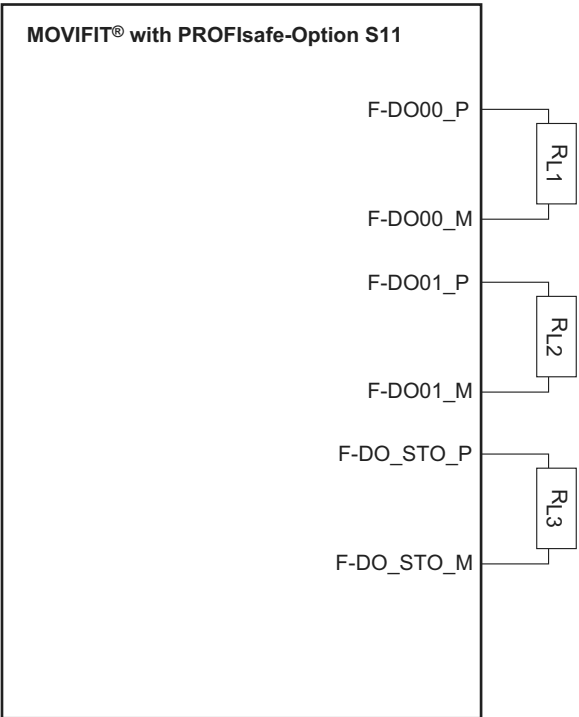 MOVIFIT® with PROFIsafe-Option S11
F-DO00_P
RL1
F-DO00_M
F-DO01_P
RL2
F-DO01_M
F-DO_STO_P
RL3
F-DO_STO_M